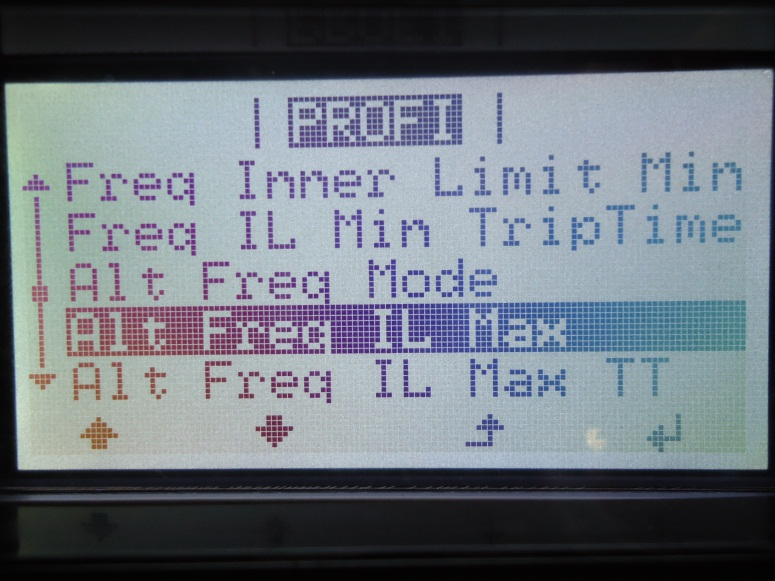 PROFI
Freq Inner Limit Min
Freq IL Min TripTime
Alt Freq Mode
Alt Freq IL Max
Alt Freq IL Max TT